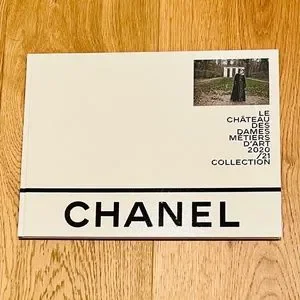 LE
CHÂTEAU
DES
DAMES
MÉTIERS
D'ART
2020
/21
COLLECTION
CHANEL